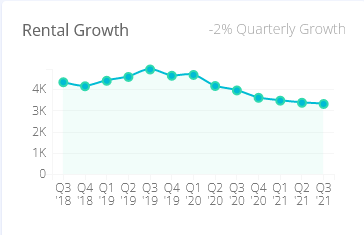 Rental Growth
-2% Quarterly Growth
4K
3K
2K
1K
0
Q3 Q4 Q1 Q2 Q3 Q4 Q1 Q2 Q3 Q4 Q1 Q2 Q3
'18 '18 '19 '19 '19 '19 '20 '20 '20 '20 '21 '21 '21